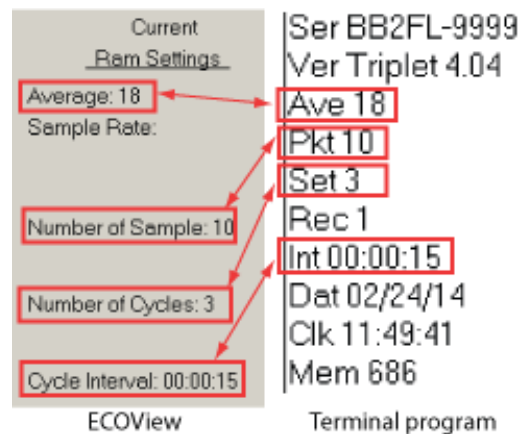 Current
Ram Settings
Average: 18
Sample Rate:
Number of Sample: 10
Number of Cycles: 3
Cycle Interval: 00:00:15
ECOView
Ser BB2FL-9999
Ver Triplet 4.04
Ave 18
Pkt 10
Set 3
Rec 1
Int 00:00:15
Dat 02/24/14
Clk 11:49:41
Mem 686
Terminal program